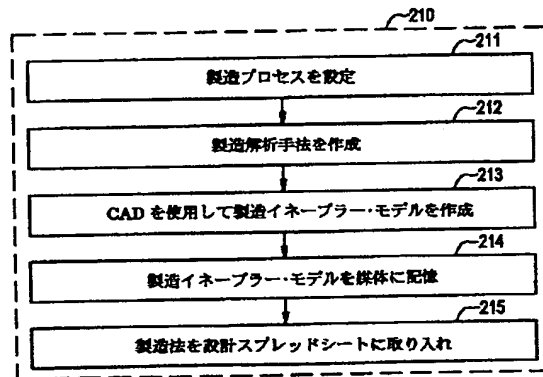 210
211
製造プロセスを設定
212
製造解析手法を作成
213
CADを使用して製造イネーブラー・モデルを作成
214
製造イネーブラー・モデルを媒体に記憶
215
製造法を設計スプレッドシートに取り入れ